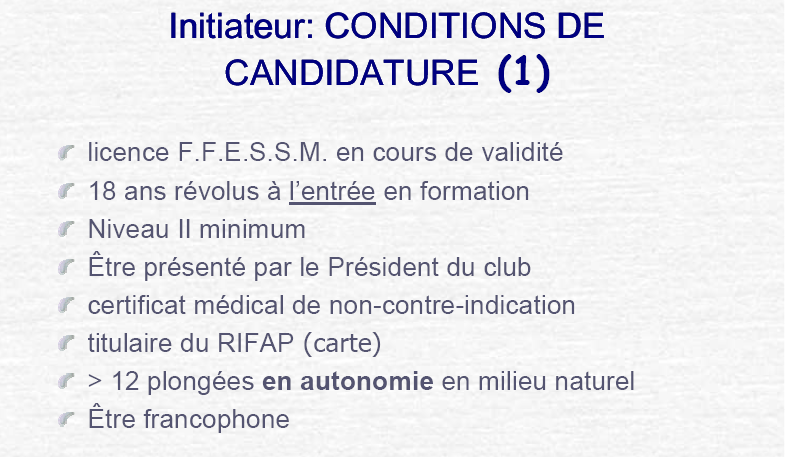 Initiateur: CONDITIONS DE
CANDIDATURE (1)
licence F.F.E.S.S.M. en cours de validité
18 ans révolus à l’entrée en formation
Niveau II minimum
Être présenté par le Président du club
certificat médical de non-contre-indication
titulaire du RIFAP (carte)
> 12 plongées en autonomie en milieu naturel
Être francophone